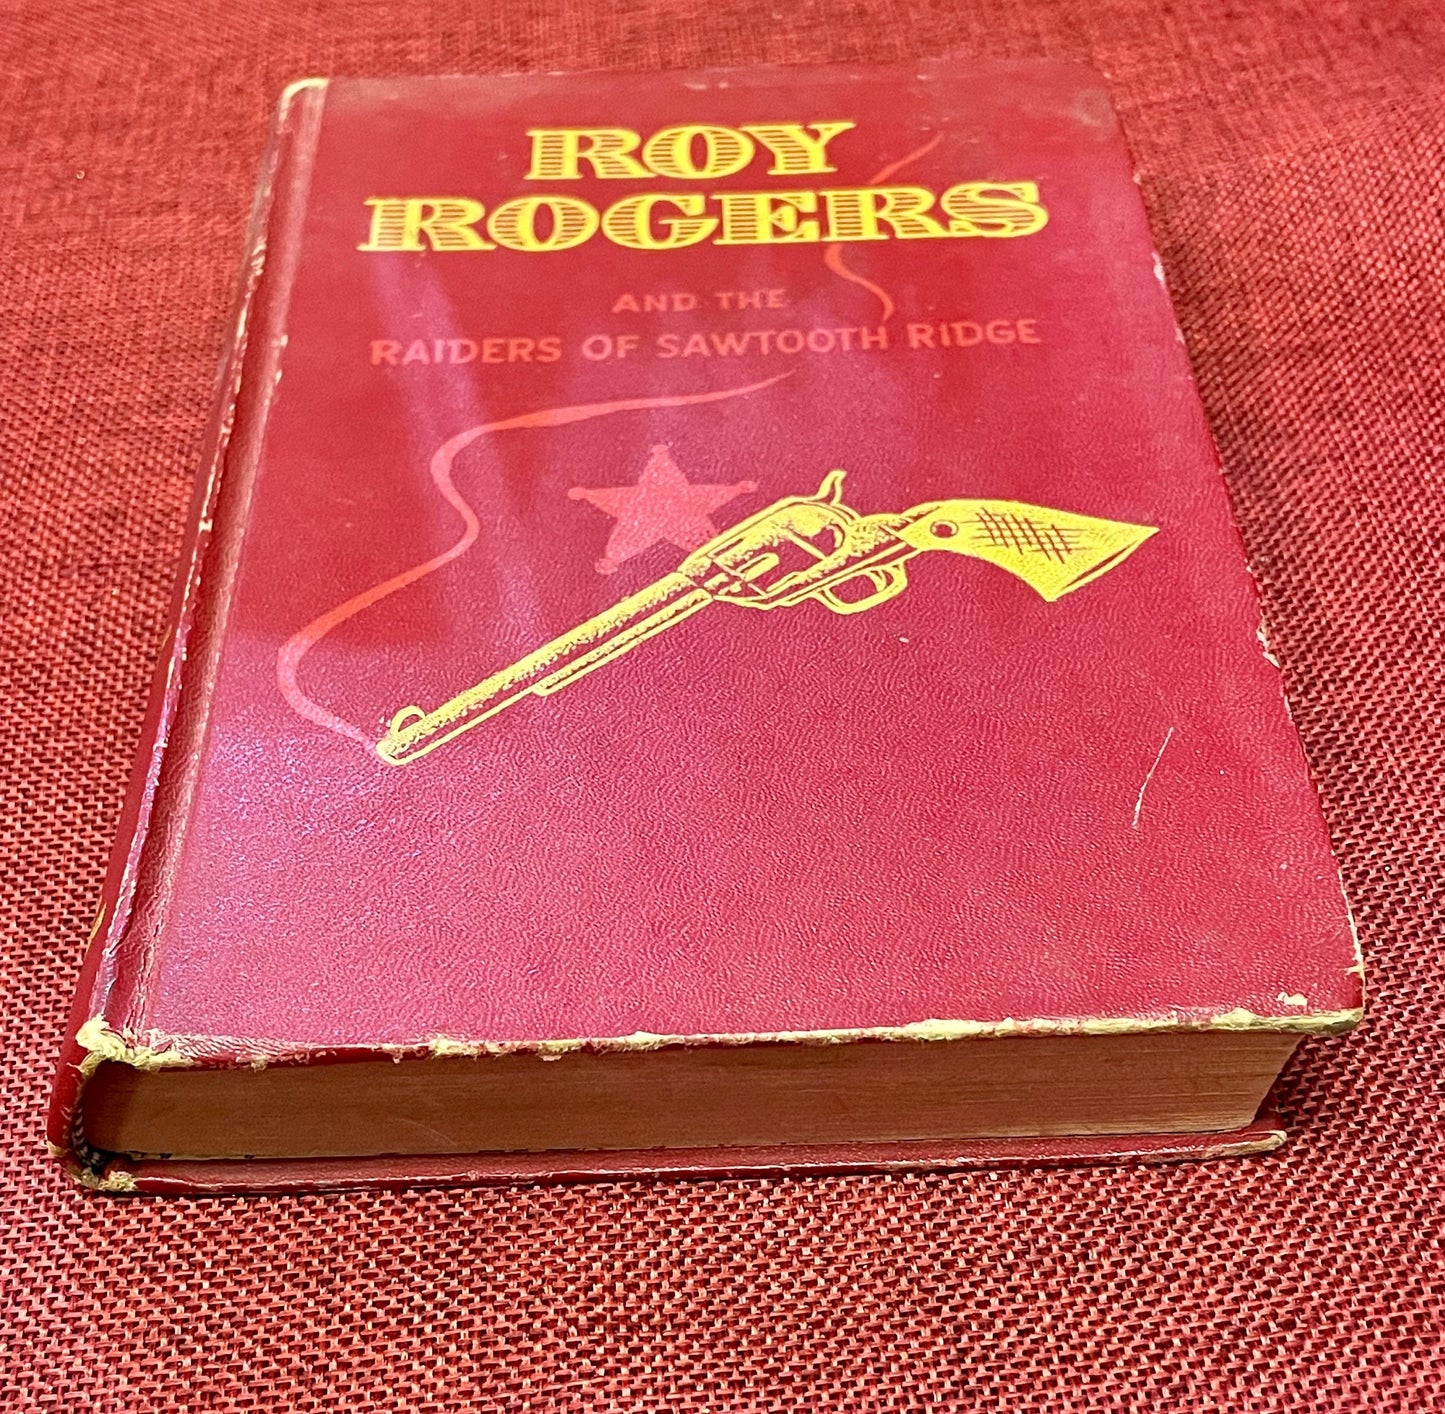 ROY
ROGERS
AND THE
RAIDERS OF SAWTOOTH RIDGE